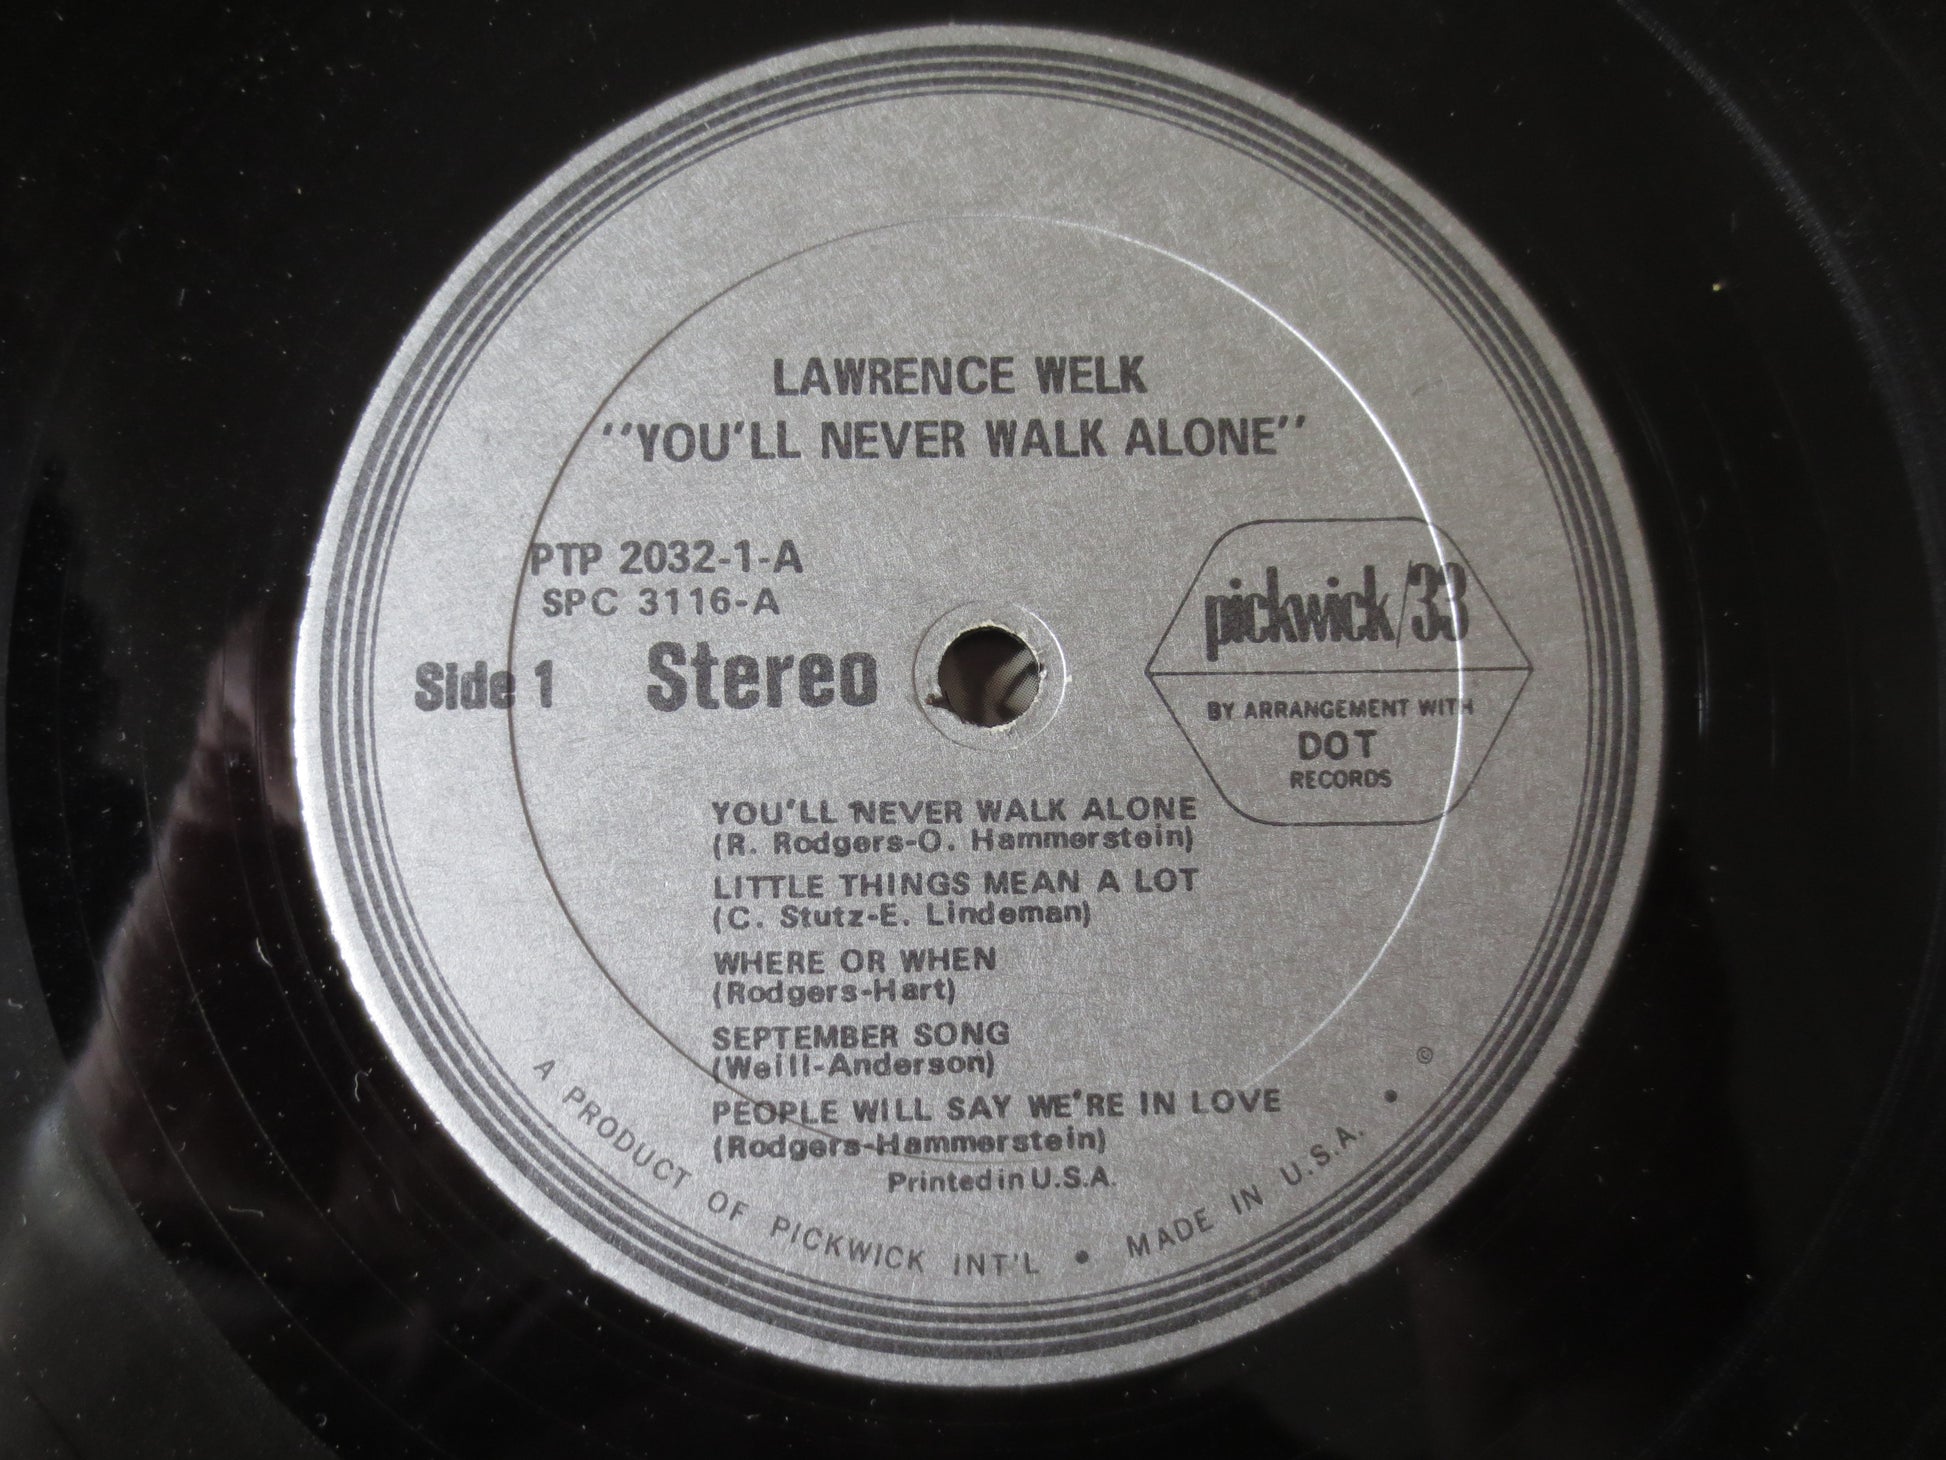 LAWRENCE WELK
"YOU'LL NEVER WALK ALONE"
PTP 2032-1-A
SPC 3116-A
Side 1 Stereo
pickwick/33
BY ARRANGEMENT WITH
DOT
RECORDS
YOU'LL NEVER WALK ALONE
(R. Rodgers-O. Hammerstein)
LITTLE THINGS MEAN A LOT
(C. Stutz-E. Lindeman)
WHERE OR WHEN
(Rodgers-Hart)
SEPTEMBER SONG
(Weill-Anderson)
PEOPLE WILL SAY WE'RE IN LOVE
(Rodgers-Hammerstein)
Printed in U.S.A.
A PRODUCT OF PICKWICK INT'L • MADE IN U.S.A. • ©